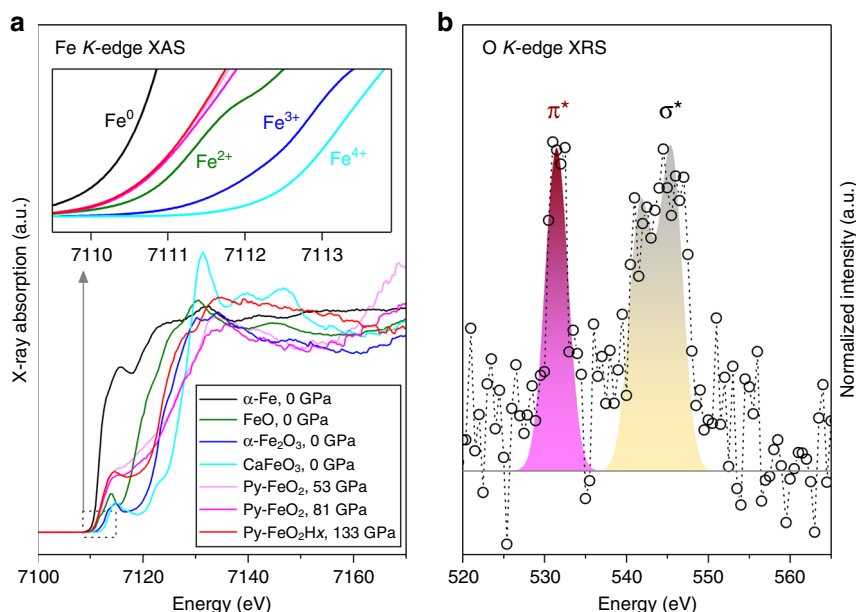 a
Fe K-edge XAS
Fe⁰
Fe²⁺
Fe³⁺
Fe⁴⁺
7110 7111 7112 7113
X-ray absorption (a.u.)
α-Fe, 0 GPa
FeO, 0 GPa
α-Fe₂O₃, 0 GPa
CaFeO₃, 0 GPa
Py-FeO₂, 53 GPa
Py-FeO₂, 81 GPa
Py-FeO₂Hx, 133 GPa
7100 7120 7140 7160
Energy (eV)
b
O K-edge XRS
π*
σ*
Normalized intensity (a.u.)
520 530 540 550 560
Energy (eV)